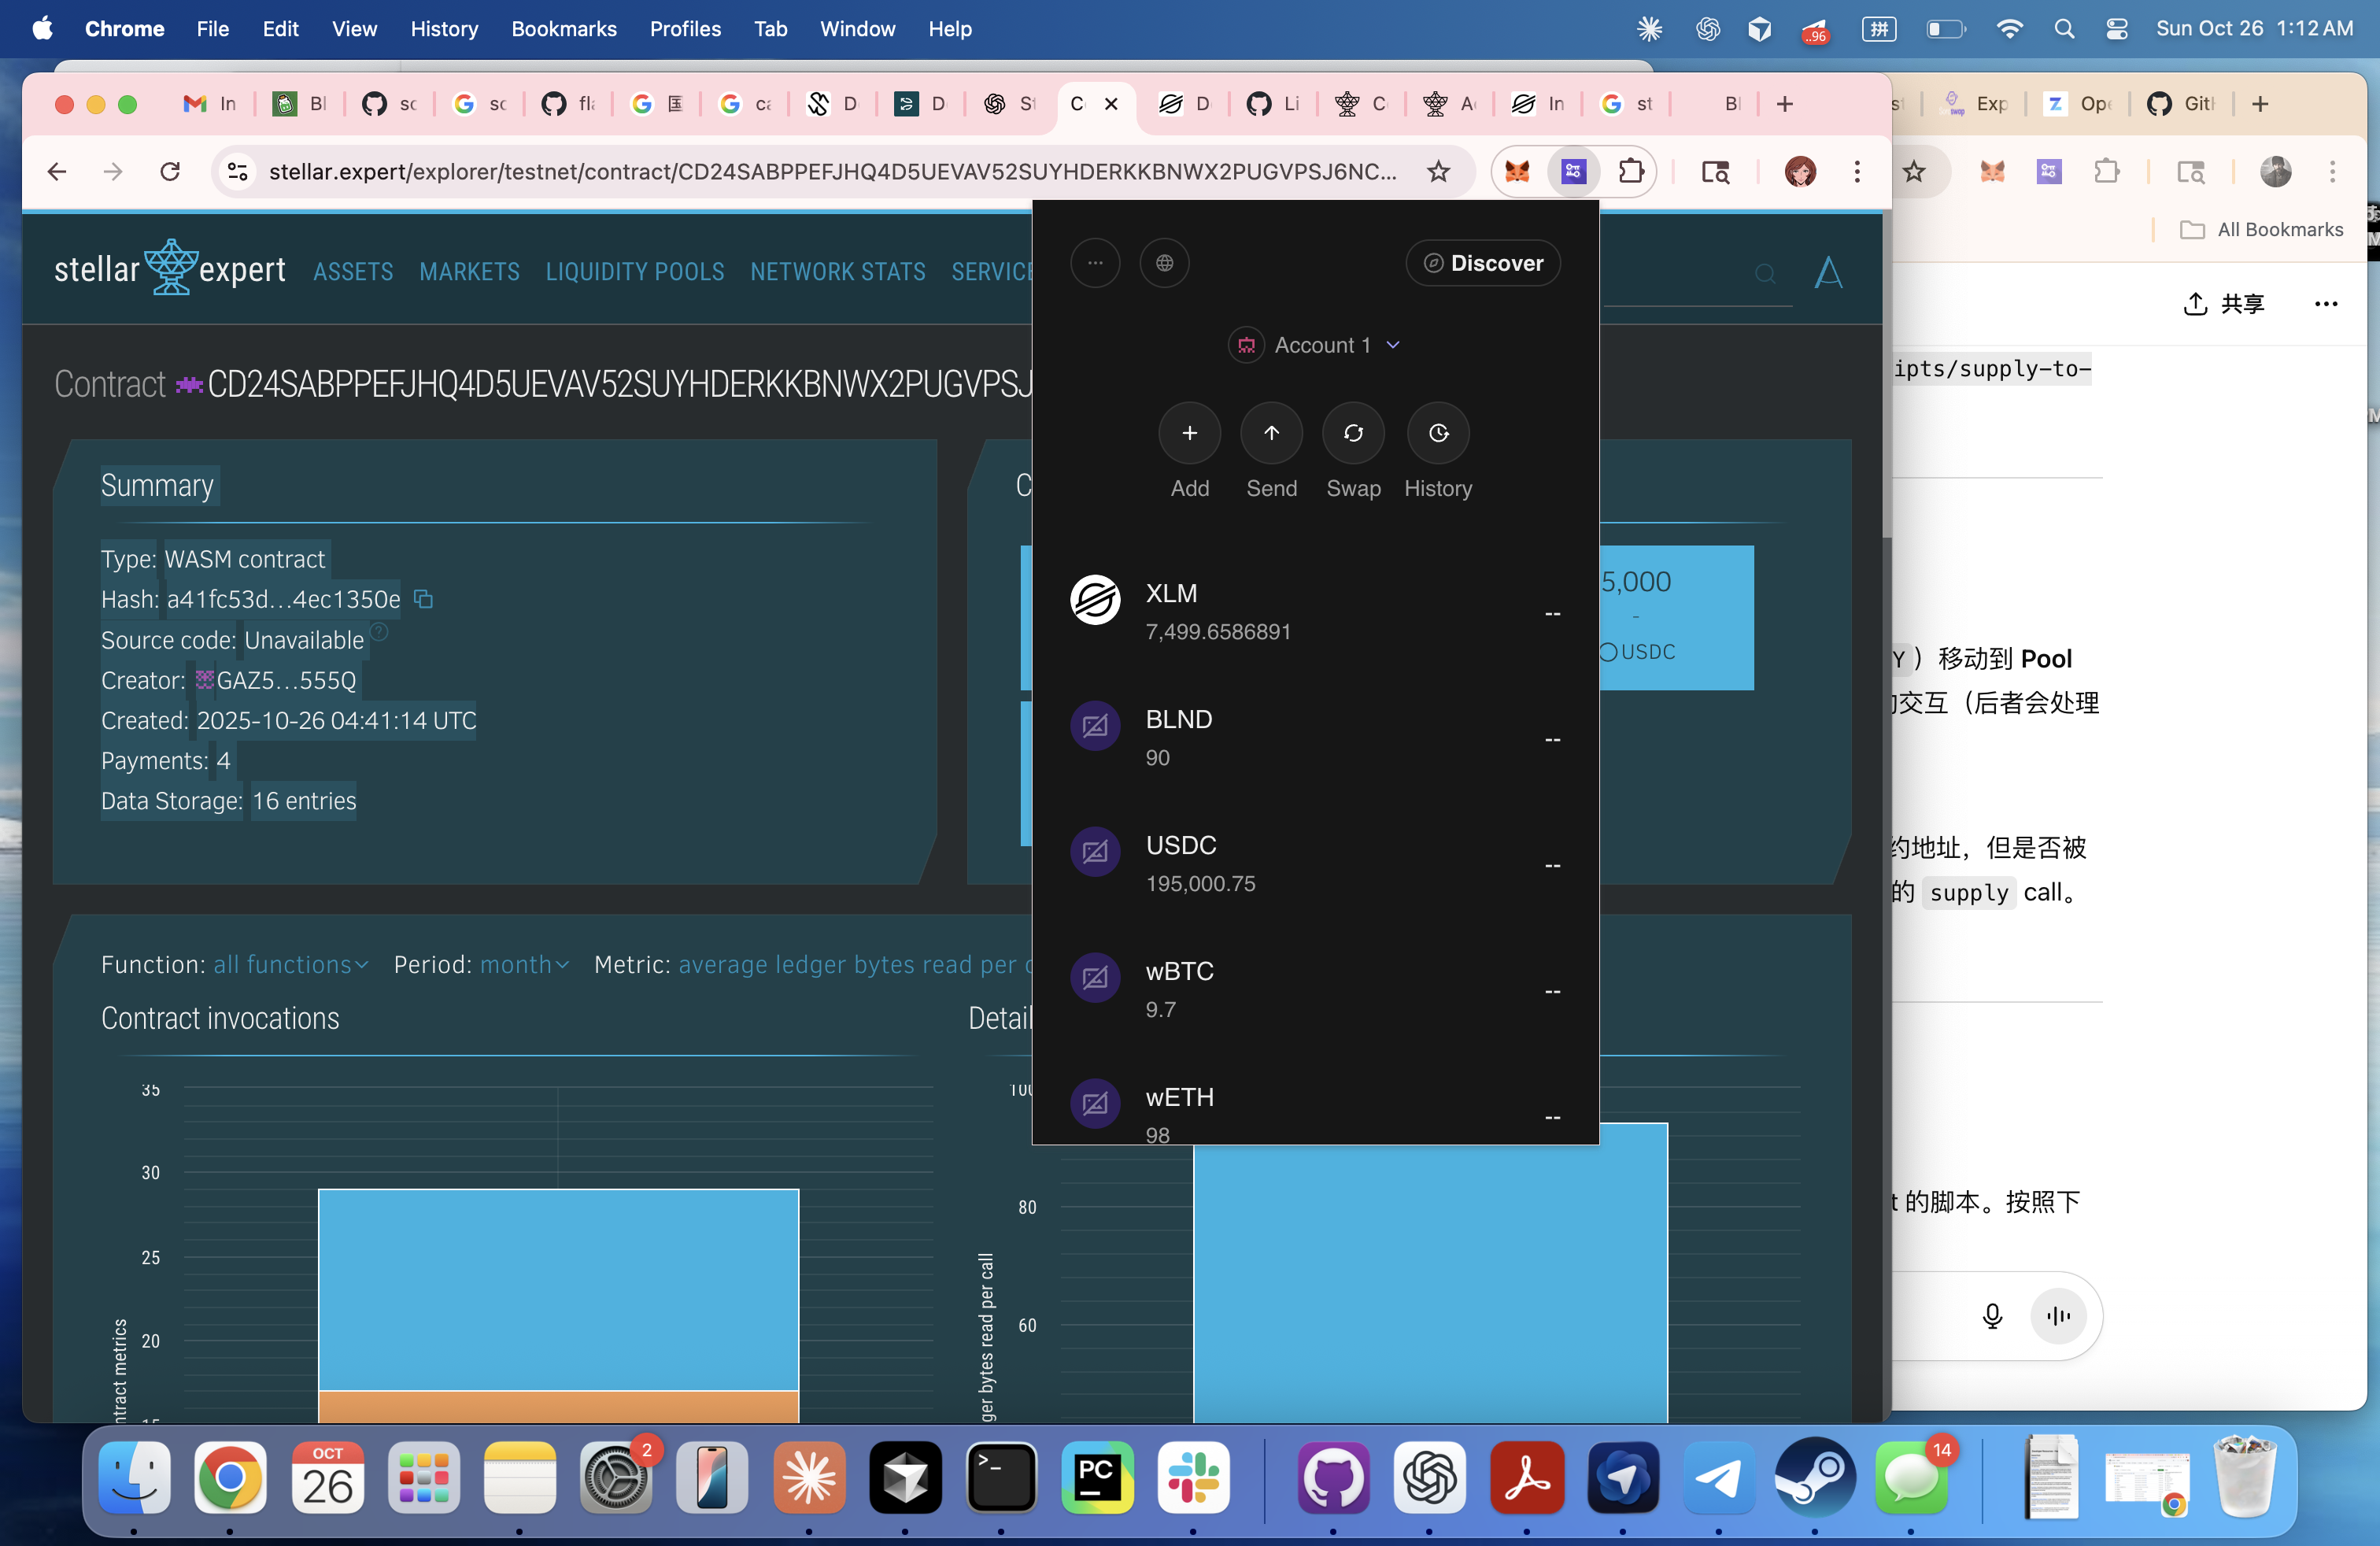 Chrome File Edit View History Bookmarks Profiles Tab Window Help
..96 拼 Sun Oct 26 1:12 AM
In Bl sc sc fl 国 ca D D St C D Li C A In st Bl
Exp Ope Git
stellar.expert/explorer/testnet/contract/CD24SABPPEFJHQ4D5UEVAV52SUYHDERKKBNWX2PUGVPSJ6NC...
All Bookmarks
stellar expert ASSETS MARKETS LIQUIDITY POOLS NETWORK STATS SERVICE
Contract CD24SABPPEFJHQ4D5UEVAV52SUYHDERKKBNWX2PUGVPSJ
Summary
Type: WASM contract
Hash: a41fc53d...4ec1350e
Source code: Unavailable
Creator: GAZ5...555Q
Created: 2025-10-26 04:41:14 UTC
Payments: 4
Data Storage: 16 entries
C
5,000
-
USDC
Function: all functions Period: month Metric: average ledger bytes read per c
Contract invocations
35
30
25
20
15
ntract metrics
Detail
100
80
60
ger bytes read per call
Discover
Account 1
Add Send Swap History
XLM
7,499.6586891
--
BLND
90
--
USDC
195,000.75
--
wBTC
9.7
--
wETH
98
--
共享
ipts/supply-to-
Y）移动到 Pool
交互（后者会处理
约地址，但是否被
的 supply call。
t 的脚本。按照下
OCT
26
2
PC
14